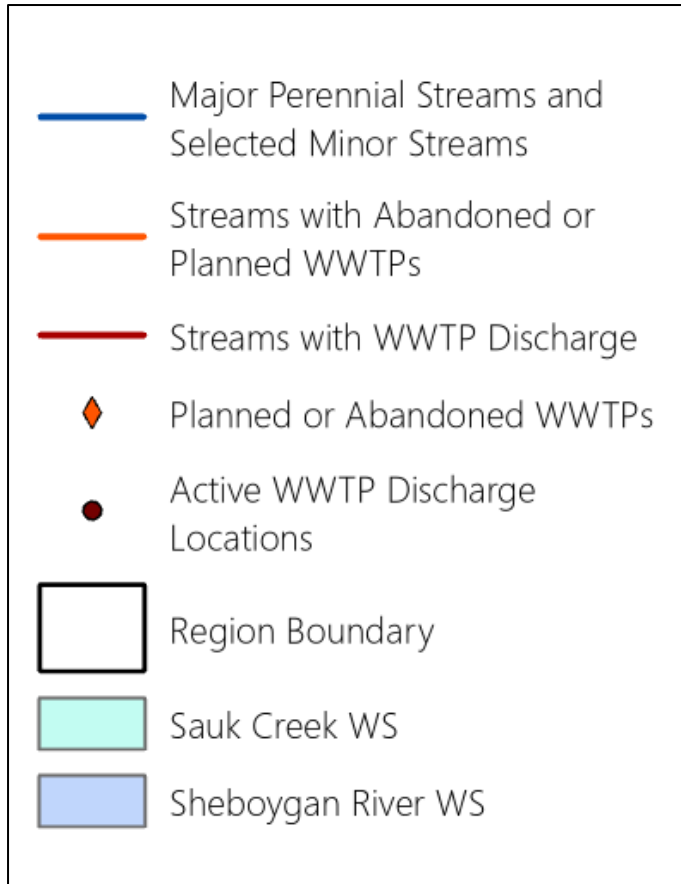 Major Perennial Streams and
Selected Minor Streams
Streams with Abandoned or
Planned WWTPs
Streams with WWTP Discharge
Planned or Abandoned WWTPs
Active WWTP Discharge
Locations
Region Boundary
Sauk Creek WS
Sheboygan River WS